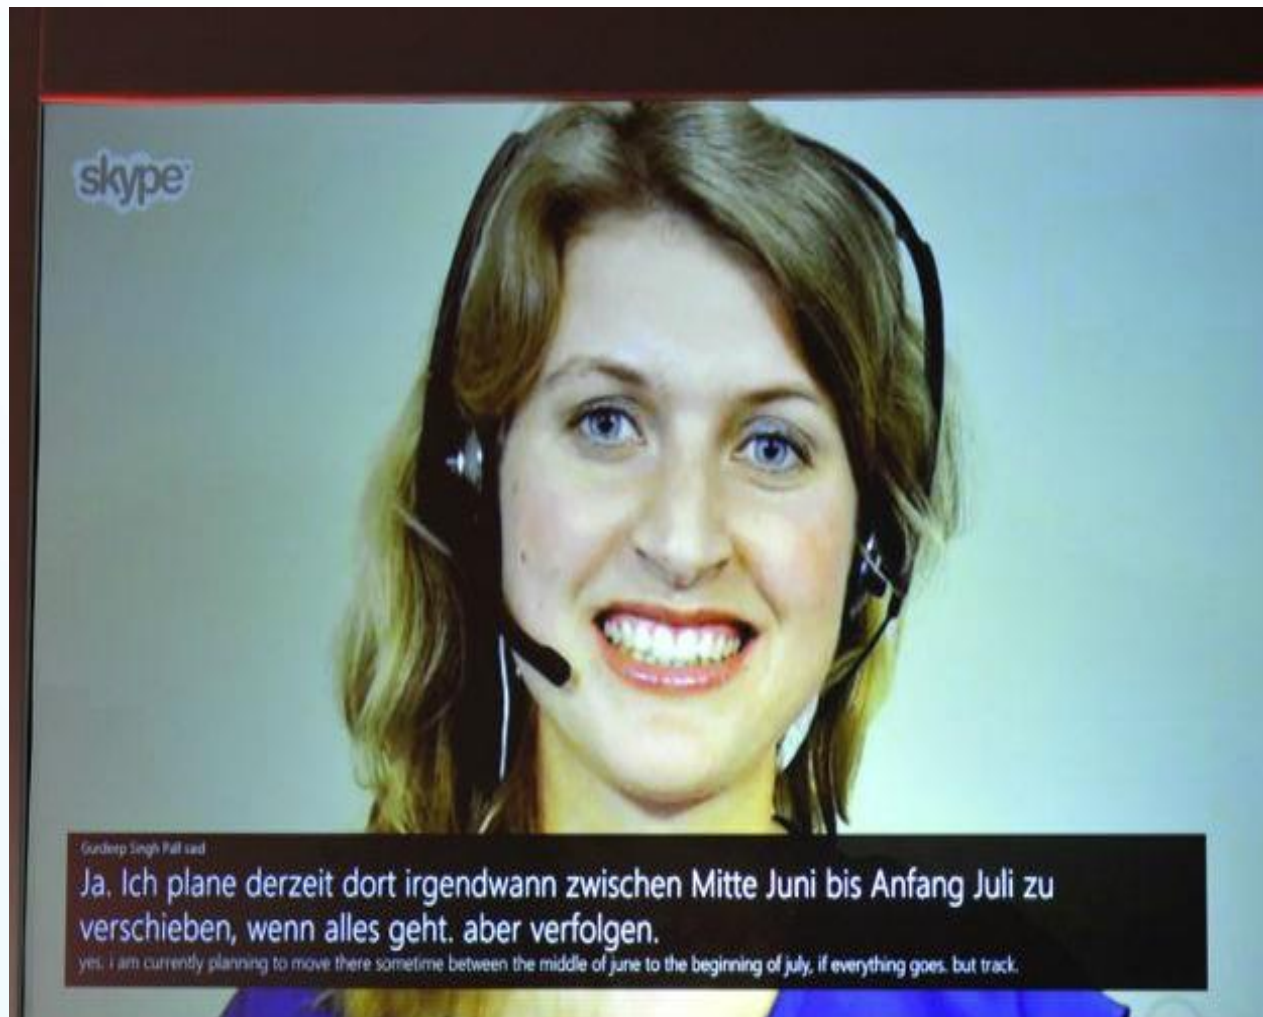 skype
Gurdeep Singh Pall said
Ja. Ich plane derzeit dort irgendwann zwischen Mitte Juni bis Anfang Juli zu
verschieben, wenn alles geht. aber verfolgen.
yes. i am currently planning to move there sometime between the middle of june to the beginning of july, if everything goes. but track.